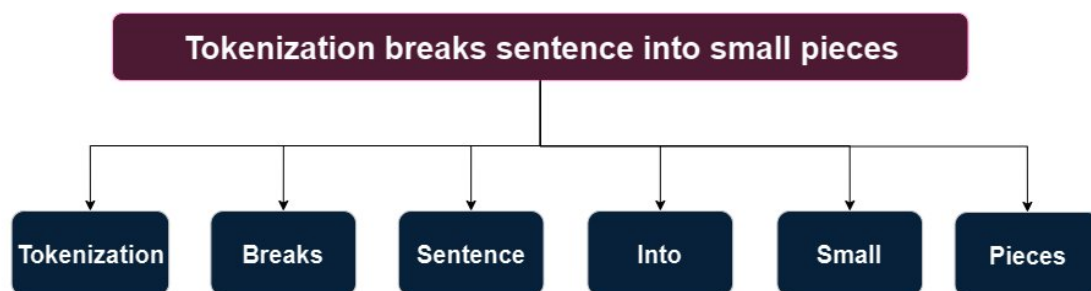 Tokenization breaks sentence into small pieces
Tokenization
Breaks
Sentence
Into
Small
Pieces